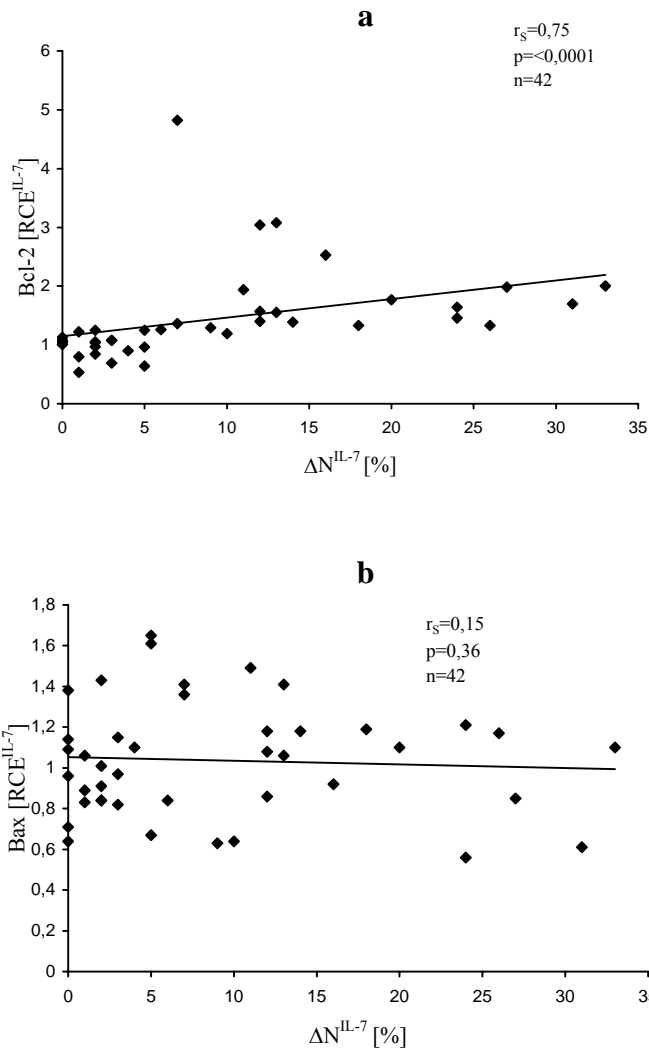 a
r_S=0,75
p=<0,0001
n=42
Bcl-2 [RCE^IL-7]
6
5
4
3
2
1
0
0 5 10 15 20 25 30 35
ΔN^IL-7 [%]
b
r_S=0,15
p=0,36
n=42
Bax [RCE^IL-7]
1,8
1,6
1,4
1,2
1
0,8
0,6
0,4
0,2
0
0 5 10 15 20 25 30 35
ΔN^IL-7 [%]